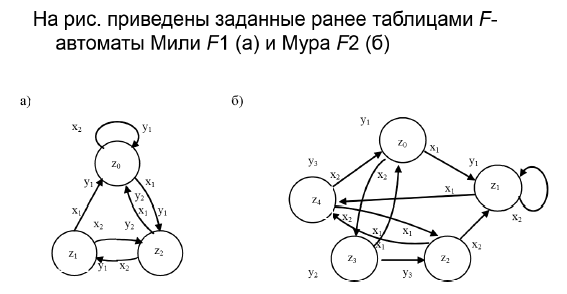 На рис. приведены заданные ранее таблицами F-
автоматы Мили F1 (а) и Мура F2 (б)
а)
б)
x₂
y₁
z₀
y₁
x₁
y₂
x₁
x₁
y₁
x₂
y₂
z₁
z₂
y₁
x₂
y₁
z₀
x₁
y₃
x₂
x₂
y₁
z₁
x₁
z₄
x₂
x₂
x₁
x₁
x₁
z₃
z₂
x₂
y₂
y₃